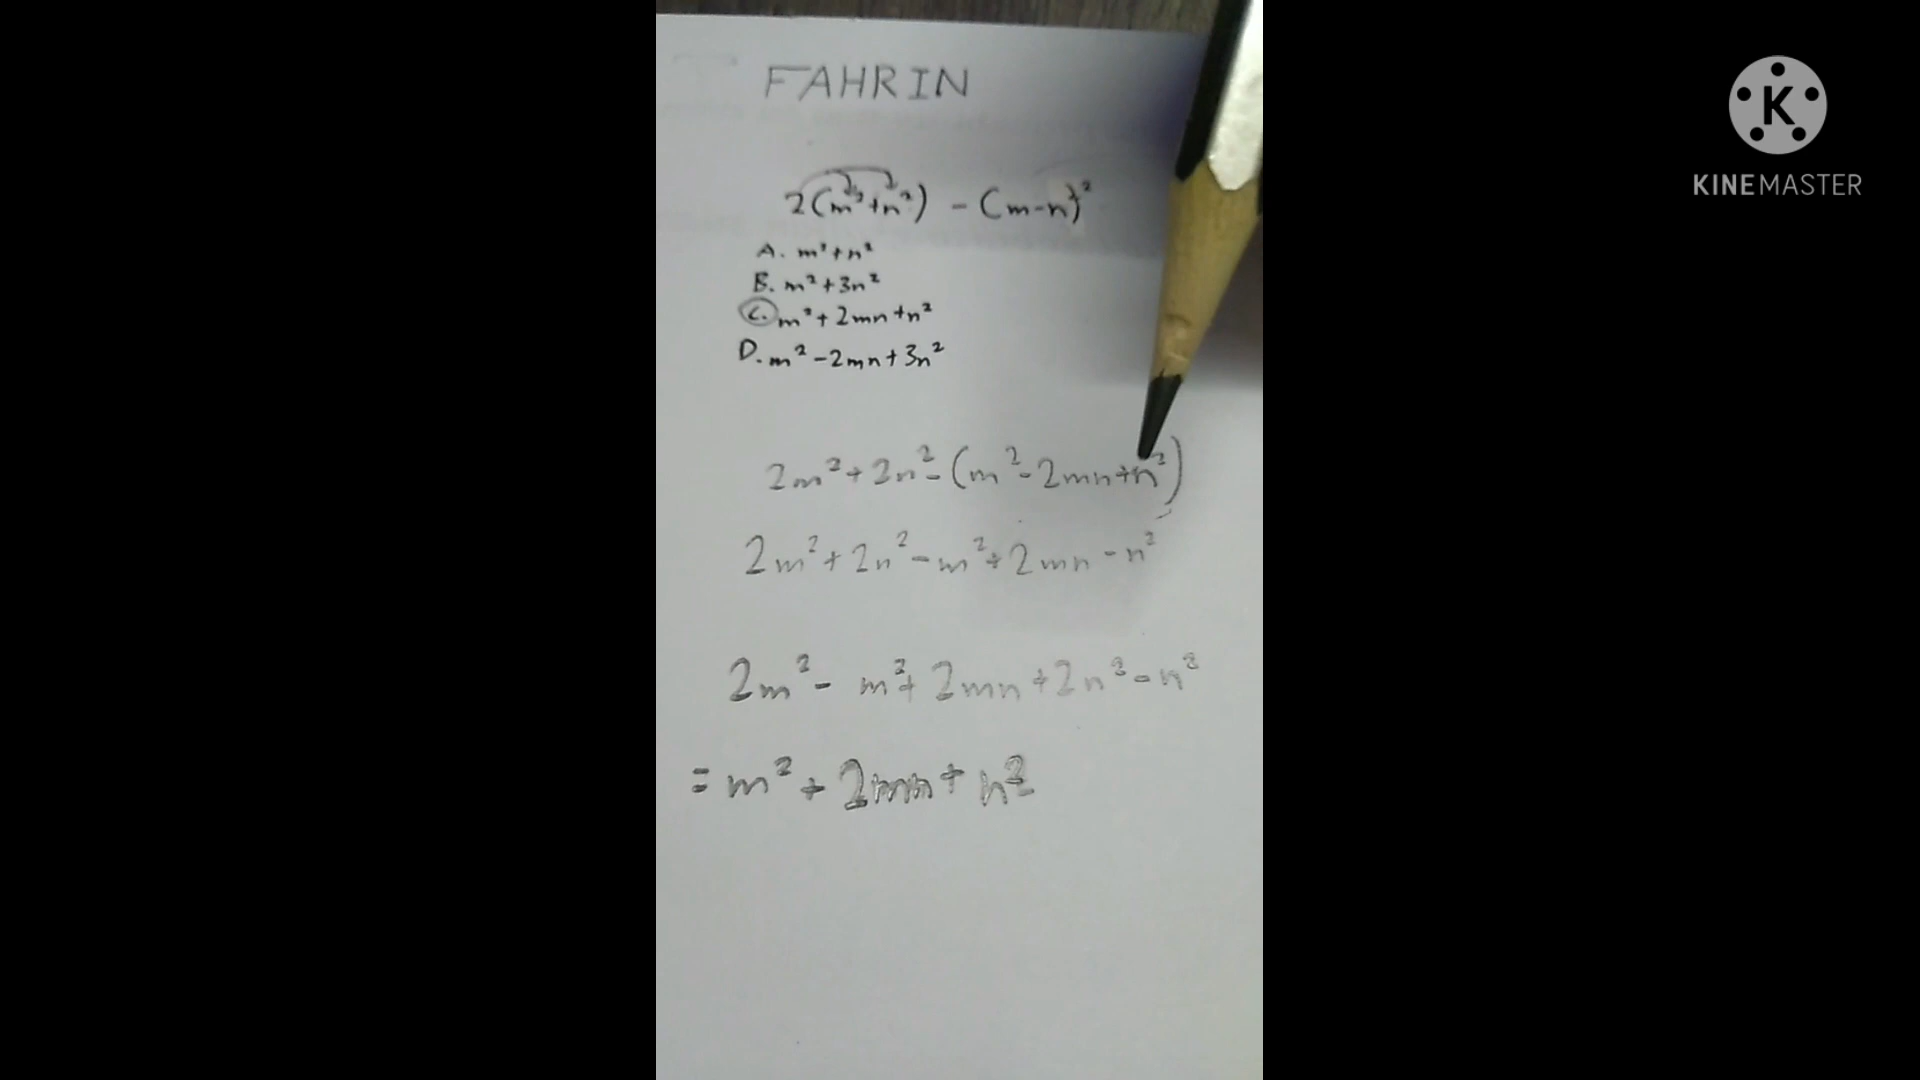 FAHRIN
2(m²+n²) - (m-n)²
A. m²+n²
B. m²+3n²
C. m²+2mn+n²
D. m²-2mn+3n²
2m²+2n²-(m²-2mn+n²)
2m²+2n²-m²+2mn-n²
2m²-m²+2mn+2n²-n²
=m²+2mn+n²
K
KINEMASTER